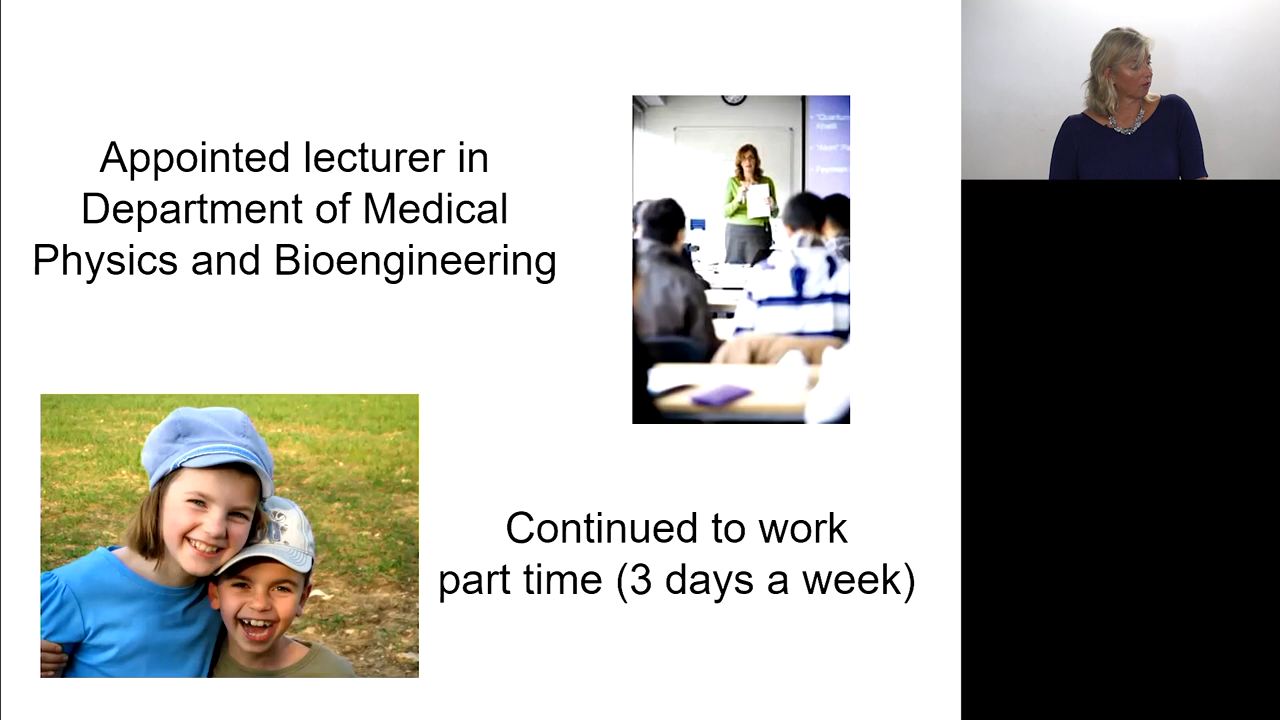 Appointed lecturer in
Department of Medical
Physics and Bioengineering
Continued to work
part time (3 days a week)